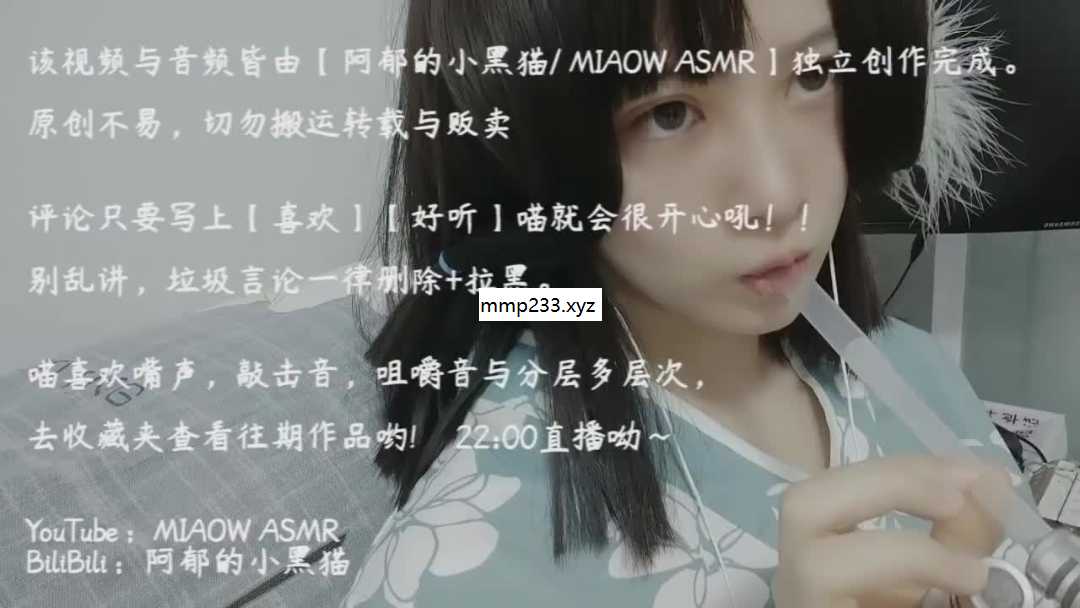 该视频与音频皆由【阿郁的小黑猫/ MIAOW ASMR】独立创作完成。
原创不易，切勿搬运转载与贩卖
评论只要写上【喜欢】【好听】喵就会很开心吼！！
别乱讲，垃圾言论一律删除+拉黑。
mmp233.xyz
喵喜欢嘴声，敲击音，咀嚼音与分层多层次，
去收藏夹查看往期作品哟！ 22:00直播呦~
YouTube：MIAOW ASMR
BiliBili：阿郁的小黑猫